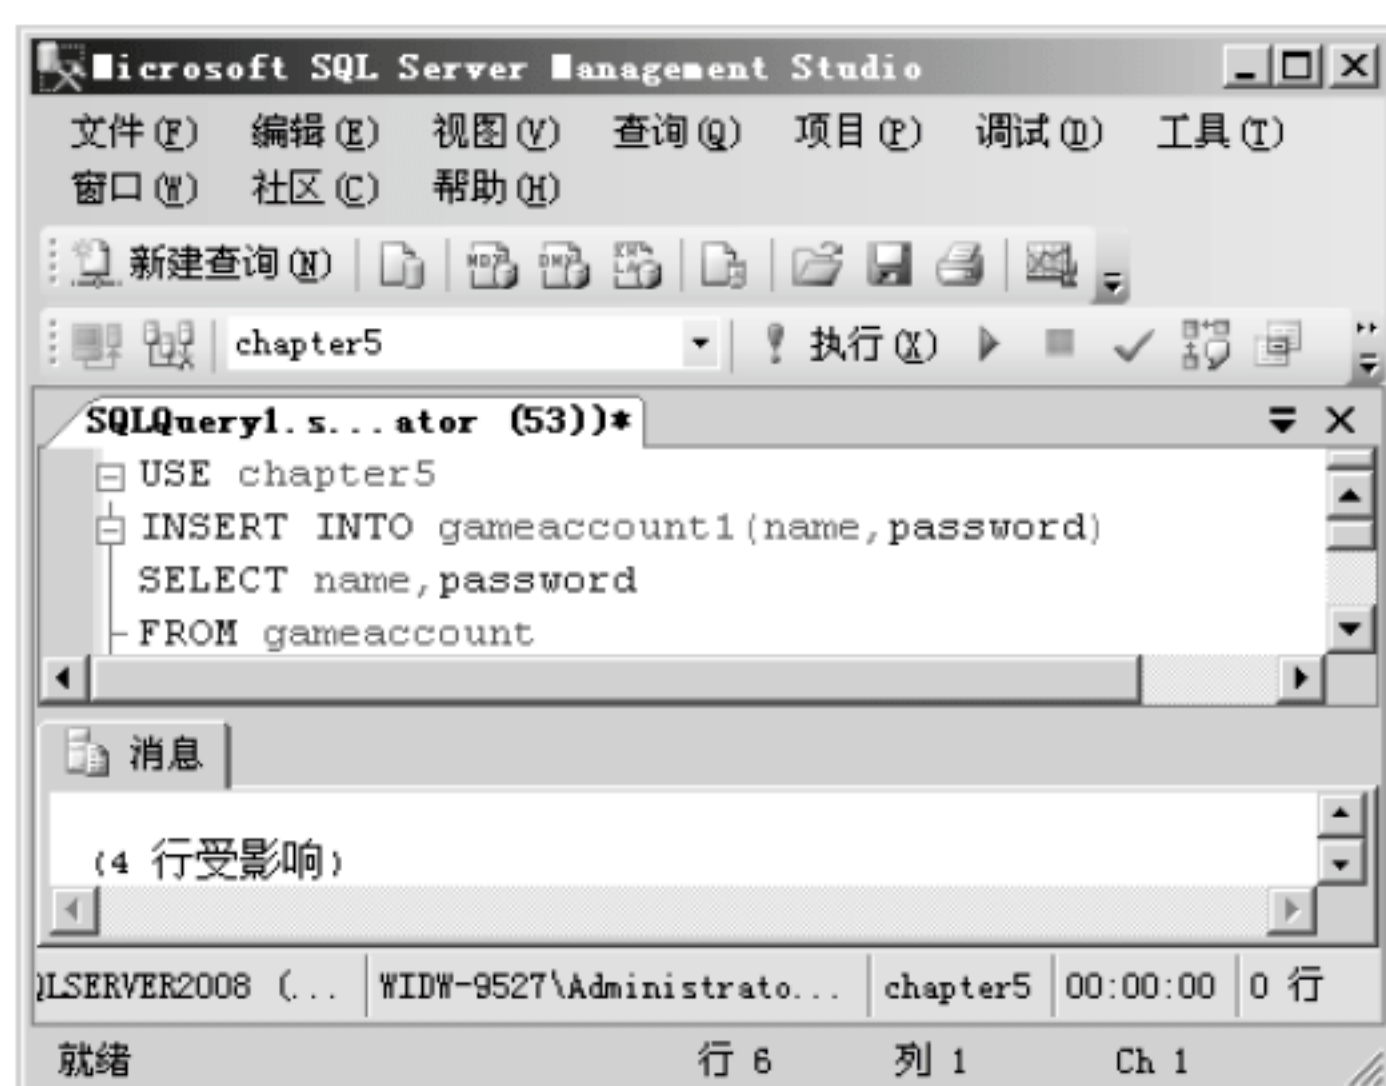 Microsoft SQL Server Management Studio
文件(F) 编辑(E) 视图(V) 查询(Q) 项目(P) 调试(D) 工具(T)
窗口(W) 社区(C) 帮助(H)
新建查询(N)
chapter5 执行(X)
SQLQuery1.s...ator (53))*
USE chapter5
INSERT INTO gameaccount1(name,password)
SELECT name,password
FROM gameaccount
消息
(4 行受影响)
QLSERVER2008 (... WIDW-9527\Administrato... chapter5 00:00:00 0 行
就绪 行 6 列 1 Ch 1